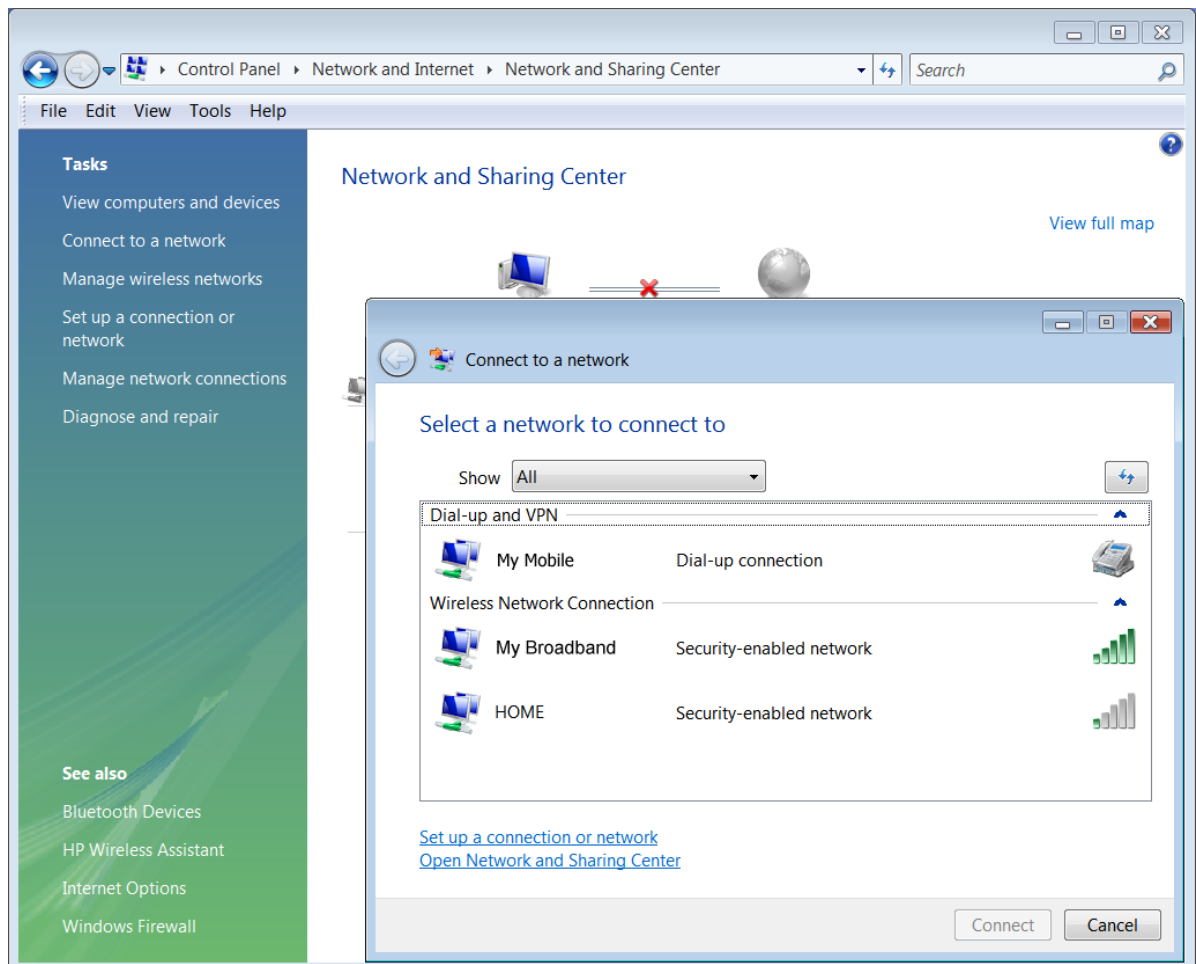 Control Panel Network and Internet Network and Sharing Center Search
File Edit View Tools Help
Tasks
View computers and devices
Connect to a network
Manage wireless networks
Set up a connection or
network
Manage network connections
Diagnose and repair
See also
Bluetooth Devices
HP Wireless Assistant
Internet Options
Windows Firewall
Network and Sharing Center
View full map
Connect to a network
Select a network to connect to
Show All
Dial-up and VPN
My Mobile Dial-up connection
Wireless Network Connection
My Broadband Security-enabled network
HOME Security-enabled network
Set up a connection or network
Open Network and Sharing Center
Connect Cancel